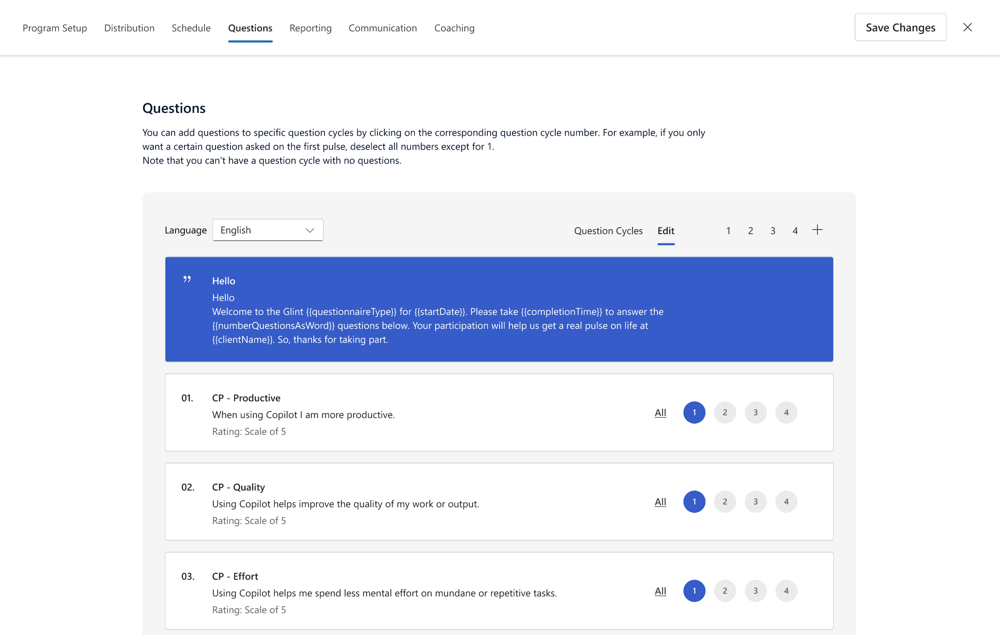 Program Setup Distribution Schedule Questions Reporting Communication Coaching Save Changes
Questions
You can add questions to specific question cycles by clicking on the corresponding question cycle number. For example, if you only
want a certain question asked on the first pulse, deselect all numbers except for 1.
Note that you can't have a question cycle with no questions.
Language English Question Cycles Edit 1 2 3 4 +
” Hello
Hello
Welcome to the Glint {{questionnaireType}} for {{startDate}}. Please take {{completionTime}} to answer the
{{numberQuestionsAsWord}} questions below. Your participation will help us get a real pulse on life at
{{clientName}}. So, thanks for taking part.
01. CP - Productive
When using Copilot I am more productive.
All 1 2 3 4
Rating: Scale of 5
02. CP - Quality
Using Copilot helps improve the quality of my work or output.
All 1 2 3 4
Rating: Scale of 5
03. CP - Effort
Using Copilot helps me spend less mental effort on mundane or repetitive tasks.
All 1 2 3 4
Rating: Scale of 5